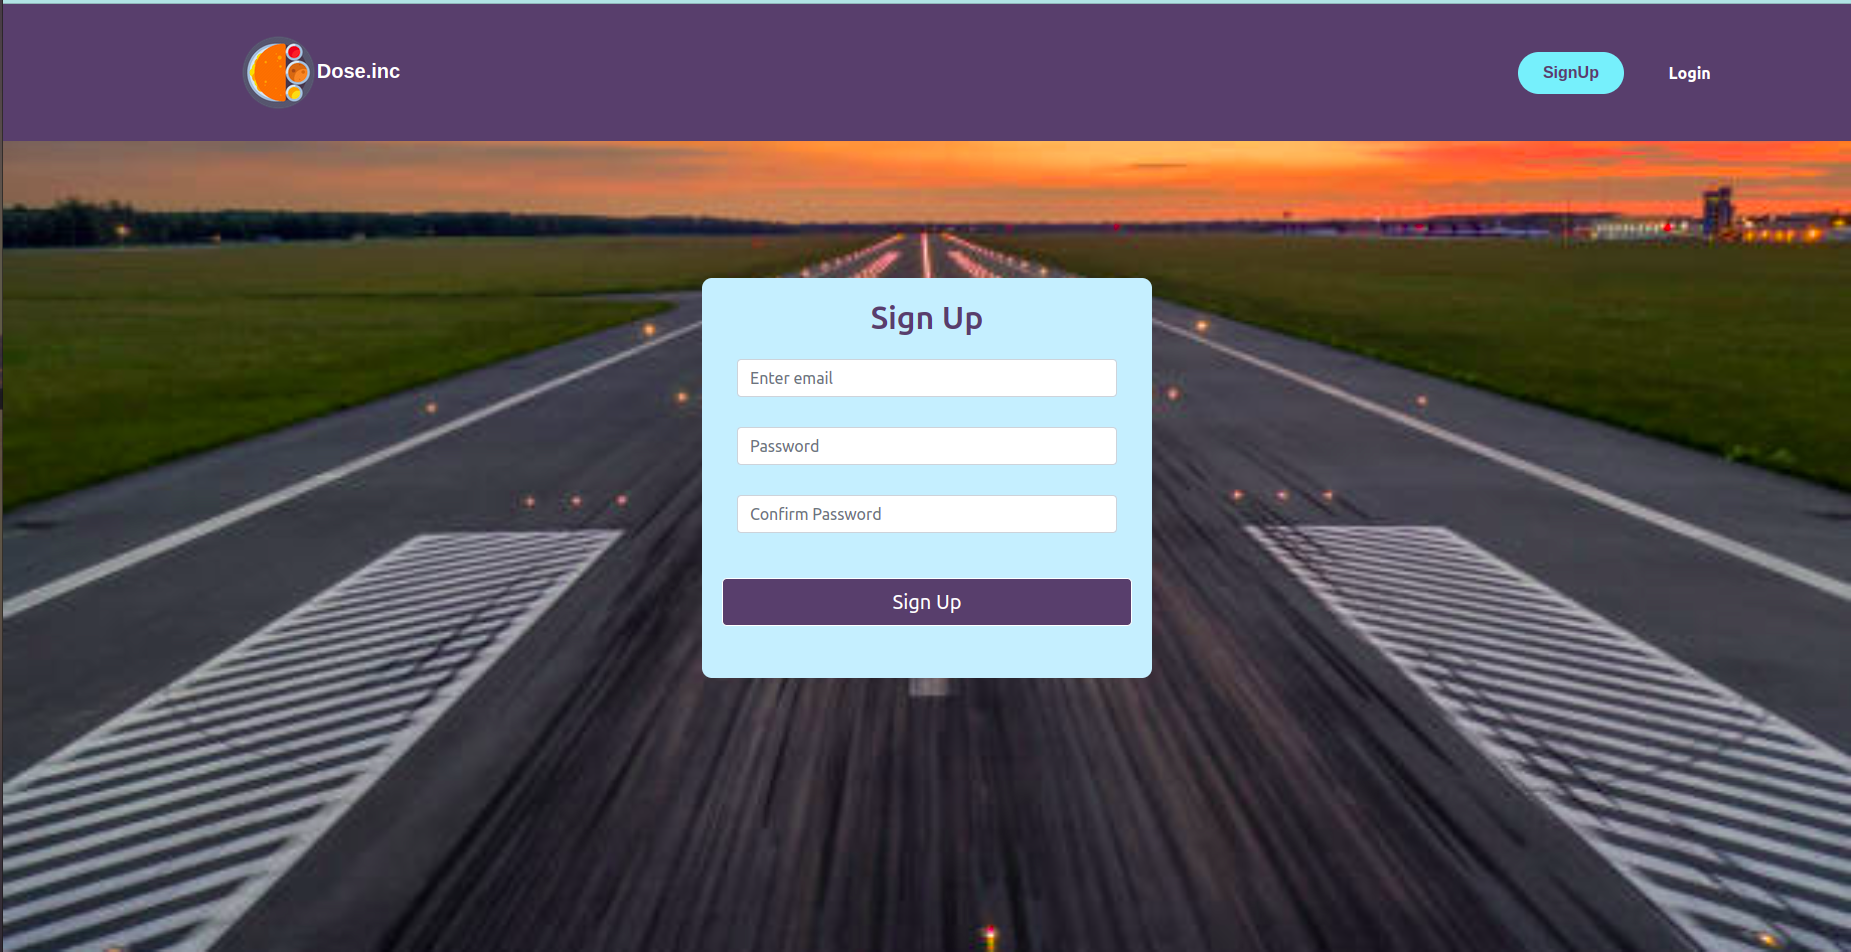 Dose.inc
SignUp
Login
Sign Up
Enter email
Password
Confirm Password
Sign Up